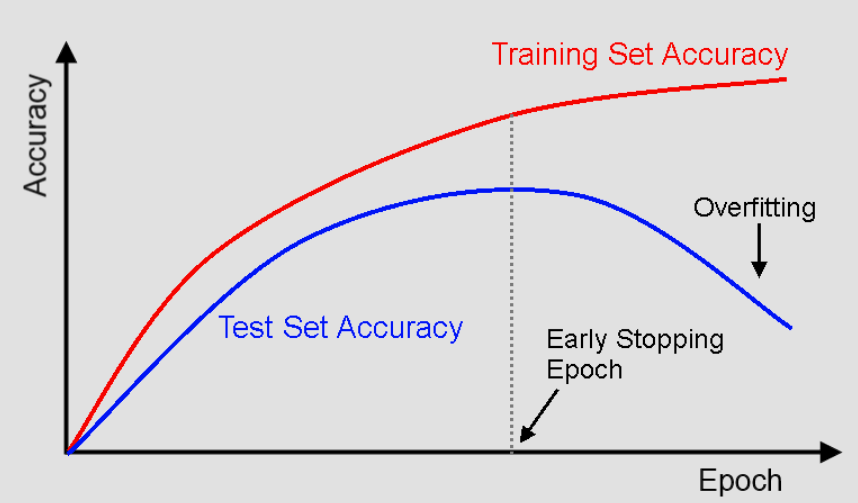 Training Set Accuracy
Accuracy
Overfitting
Test Set Accuracy
Early Stopping
Epoch
Epoch